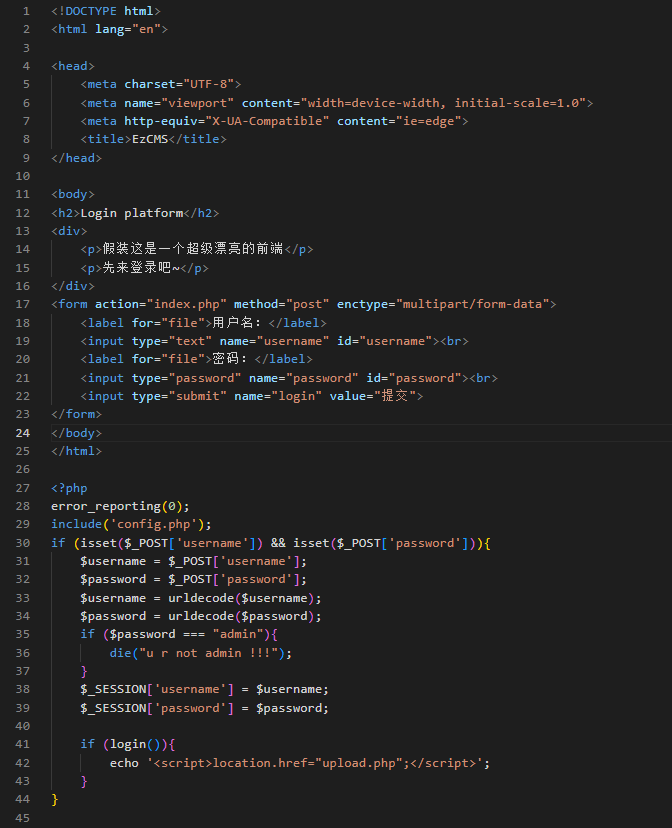 1 <!DOCTYPE html>
2 <html lang="en">
3
4 <head>
5     <meta charset="UTF-8">
6     <meta name="viewport" content="width=device-width, initial-scale=1.0">
7     <meta http-equiv="X-UA-Compatible" content="ie=edge">
8     <title>EzCMS</title>
9 </head>
10
11 <body>
12 <h2>Login platform</h2>
13 <div>
14     <p>假装这是一个超级漂亮的前端</p>
15     <p>先来登录吧~</p>
16 </div>
17 <form action="index.php" method="post" enctype="multipart/form-data">
18     <label for="file">用户名：</label>
19     <input type="text" name="username" id="username"><br>
20     <label for="file">密码：</label>
21     <input type="password" name="password" id="password"><br>
22     <input type="submit" name="login" value="提交">
23 </form>
24 </body>
25 </html>
26
27 <?php
28 error_reporting(0);
29 include('config.php');
30 if (isset($_POST['username']) && isset($_POST['password'])){
31     $username = $_POST['username'];
32     $password = $_POST['password'];
33     $username = urldecode($username);
34     $password = urldecode($password);
35     if ($password === "admin"){
36         die("u r not admin !!!");
37     }
38     $_SESSION['username'] = $username;
39     $_SESSION['password'] = $password;
40
41     if (login()){
42         echo '<script>location.href="upload.php";</script>';
43     }
44 }
45